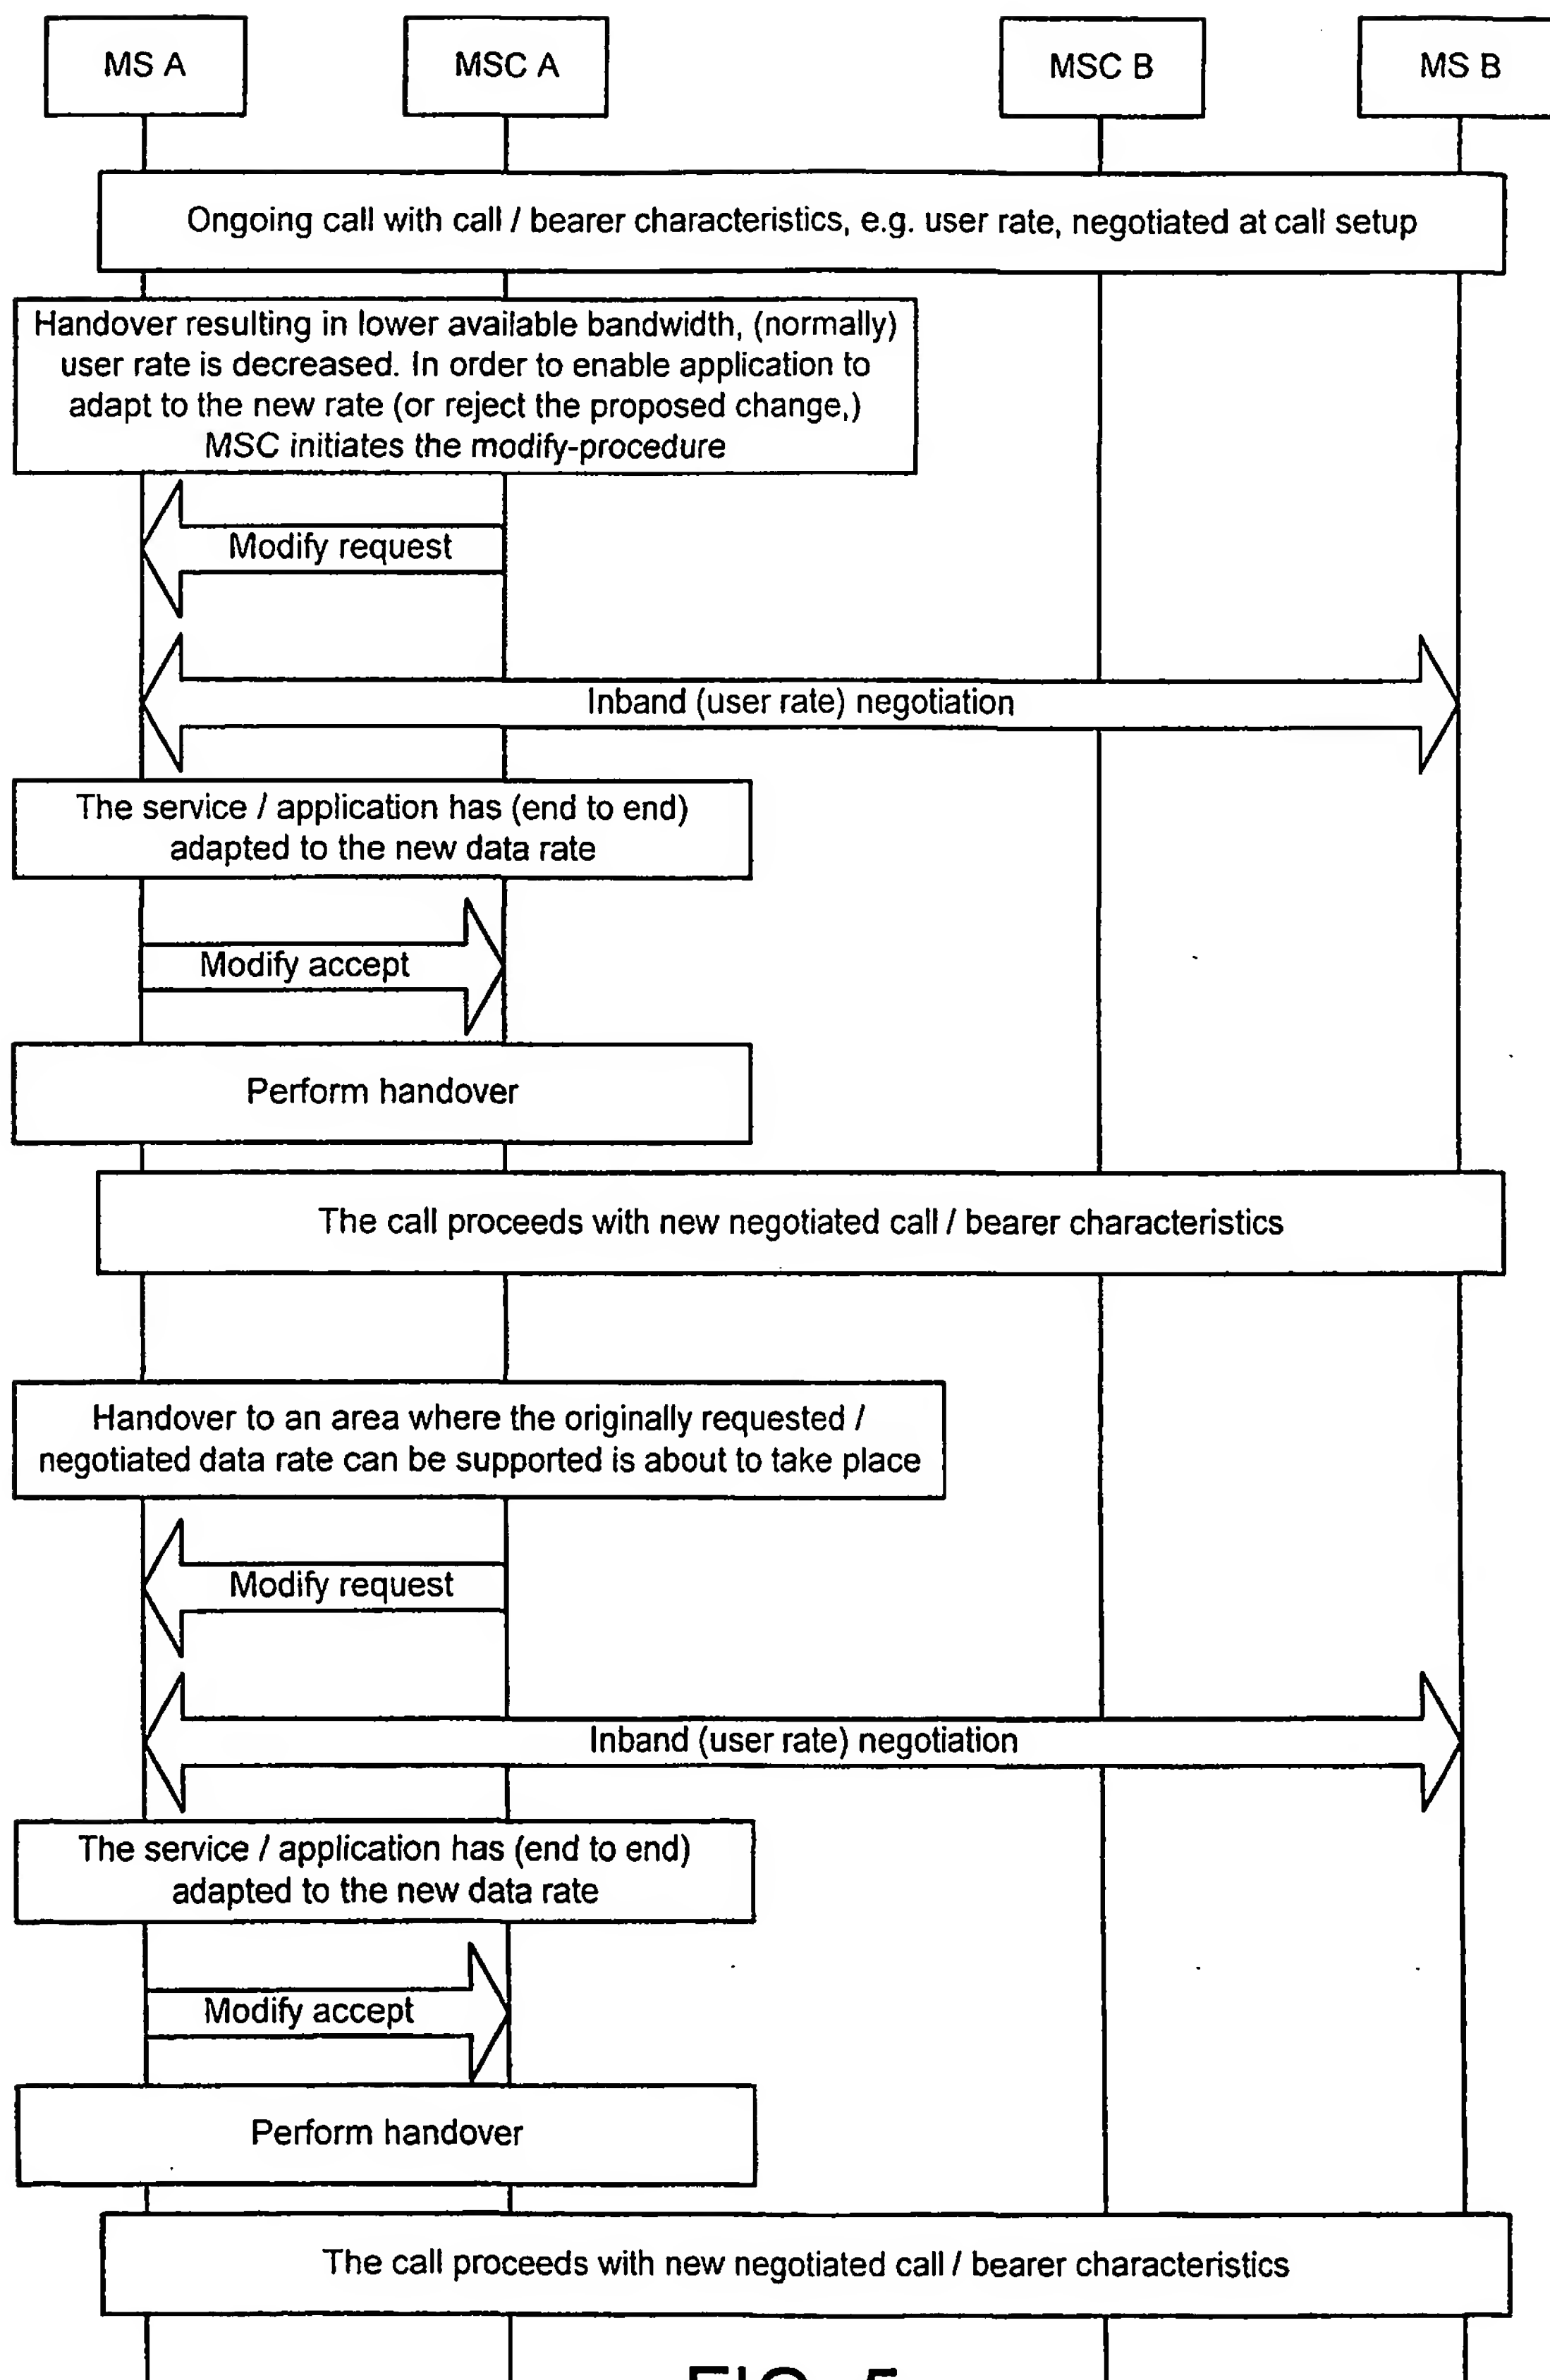 MS A
MSC A
MSC B
MS B
Ongoing call with call / bearer characteristics, e.g. user rate, negotiated at call setup
Handover resulting in lower available bandwidth, (normally)
user rate is decreased. In order to enable application to
adapt to the new rate (or reject the proposed change,)
MSC initiates the modify-procedure
Modify request
Inband (user rate) negotiation
The service / application has (end to end)
adapted to the new data rate
Modify accept
Perform handover
The call proceeds with new negotiated call / bearer characteristics
Handover to an area where the originally requested /
negotiated data rate can be supported is about to take place
Modify request
Inband (user rate) negotiation
The service / application has (end to end)
adapted to the new data rate
Modify accept
Perform handover
The call proceeds with new negotiated call / bearer characteristics
FIG. 5